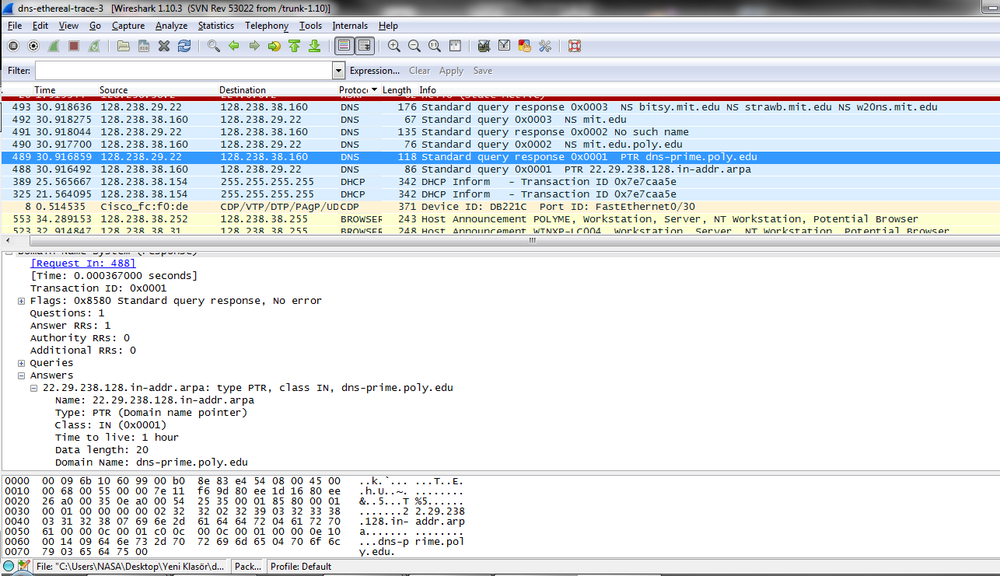 dns-ethereal-trace-3 [Wireshark 1.10.3 (SVN Rev 53022 from /trunk-1.10)]
File Edit View Go Capture Analyze Statistics Telephony Tools Internals Help
Filter: Expression... Clear Apply Save
Time Source Destination Protoc Length Info
493 30.918636 128.238.29.22 128.238.38.160 DNS 176 Standard query response 0x0003 NS bitsy.mit.edu NS strawb.mit.edu NS w20ns.mit.edu
492 30.918275 128.238.38.160 128.238.29.22 DNS 67 Standard query 0x0003 NS mit.edu
491 30.918044 128.238.29.22 128.238.38.160 DNS 135 Standard query response 0x0002 No such name
490 30.917700 128.238.38.160 128.238.29.22 DNS 76 Standard query 0x0002 NS mit.edu.poly.edu
489 30.916859 128.238.29.22 128.238.38.160 DNS 118 Standard query response 0x0001 PTR dns-prime.poly.edu
488 30.916492 128.238.38.160 128.238.29.22 DNS 86 Standard query 0x0001 PTR 22.29.238.128.in-addr.arpa
389 25.565667 128.238.38.154 255.255.255.255 DHCP 342 DHCP Inform - Transaction ID 0x7e7caa5e
325 21.564095 128.238.38.154 255.255.255.255 DHCP 342 DHCP Inform - Transaction ID 0x7e7caa5e
8 0.514535 Cisco_fc:f0:de CDP/VTP/DTP/PAgP/UDCDP 371 Device ID: DB221C Port ID: FastEthernet0/30
553 34.289153 128.238.38.252 128.238.38.255 BROWSER 243 Host Announcement POLYME, Workstation, Server, NT Workstation, Potential Browser
523 32.914847 128.238.38.31 128.238.38.255 BROWSER 248 Host Announcement WINXP-LC004, Workstation, Server, NT Workstation, Potential Browser
Domain Name System (response)
[Request In: 488]
[Time: 0.000367000 seconds]
Transaction ID: 0x0001
Flags: 0x8580 Standard query response, No error
Questions: 1
Answer RRs: 1
Authority RRs: 0
Additional RRs: 0
Queries
Answers
22.29.238.128.in-addr.arpa: type PTR, class IN, dns-prime.poly.edu
Name: 22.29.238.128.in-addr.arpa
Type: PTR (Domain name pointer)
Class: IN (0x0001)
Time to live: 1 hour
Data length: 20
Domain Name: dns-prime.poly.edu
0000 00 09 6b 10 60 99 00 b0 8e 83 e4 54 08 00 45 00 ..k.`... ...T..E.
0010 00 68 00 55 00 00 7e 11 f6 9d 80 ee 1d 16 80 ee .h.U..~. ........
0020 26 a0 00 35 0e a0 00 54 25 35 00 01 85 80 00 01 &..5...T %5......
0030 00 01 00 00 00 00 02 32 32 02 32 39 03 32 33 38 .......2 2.29.238
0040 03 31 32 38 07 69 6e 2d 61 64 64 72 04 61 72 70 .128.in- addr.arp
0050 61 00 00 0c 00 01 c0 0c 00 0c 00 01 00 00 0e 10 a....... ........
0060 00 14 09 64 6e 73 2d 70 72 69 6d 65 04 70 6f 6c ...dns-p rime.pol
0070 79 03 65 64 75 00 y.edu.
File: "C:\Users\NASA\Desktop\Yeni Klasör\d... Pack... Profile: Default